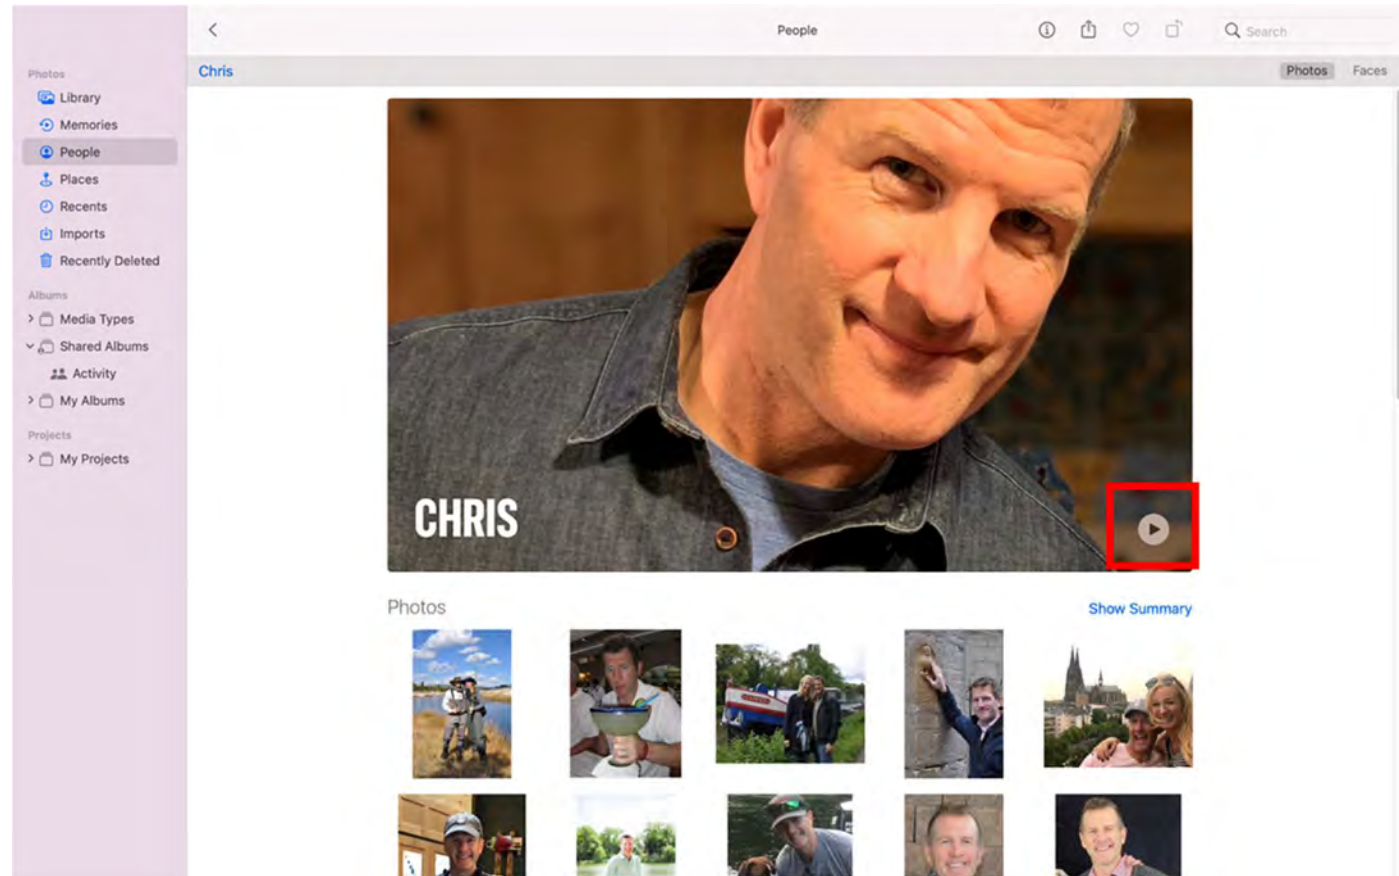 People
Search
Photos
Chris
Photos Faces
Library
Memories
People
Places
Recents
Imports
Recently Deleted
Albums
Media Types
Shared Albums
Activity
My Albums
Projects
My Projects
CHRIS
Photos
Show Summary